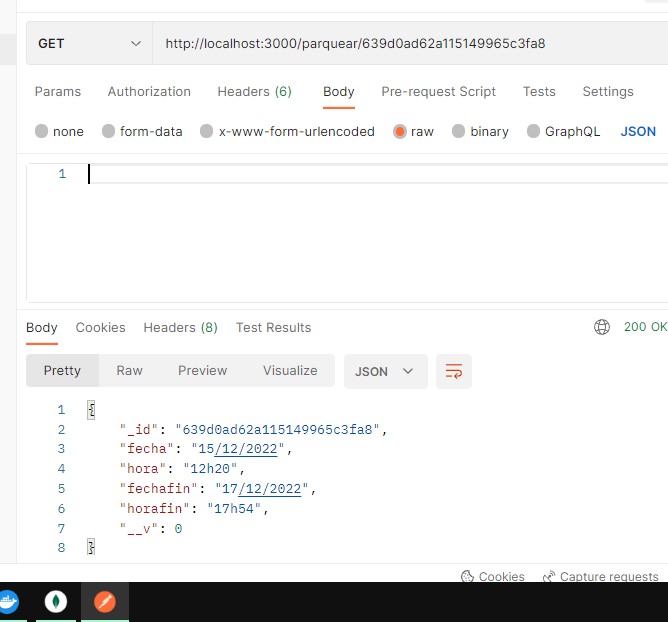 GET http://localhost:3000/parquear/639d0ad62a115149965c3fa8
Params Authorization Headers (6) Body Pre-request Script Tests Settings
none form-data x-www-form-urlencoded raw binary GraphQL JSON
1
Body Cookies Headers (8) Test Results 200 OK
Pretty Raw Preview Visualize JSON
1 {
2 "_id": "639d0ad62a115149965c3fa8",
3 "fecha": "15/12/2022",
4 "hora": "12h20",
5 "fechafin": "17/12/2022",
6 "horafin": "17h54",
7 "__v": 0
8 }
Cookies Capture requests